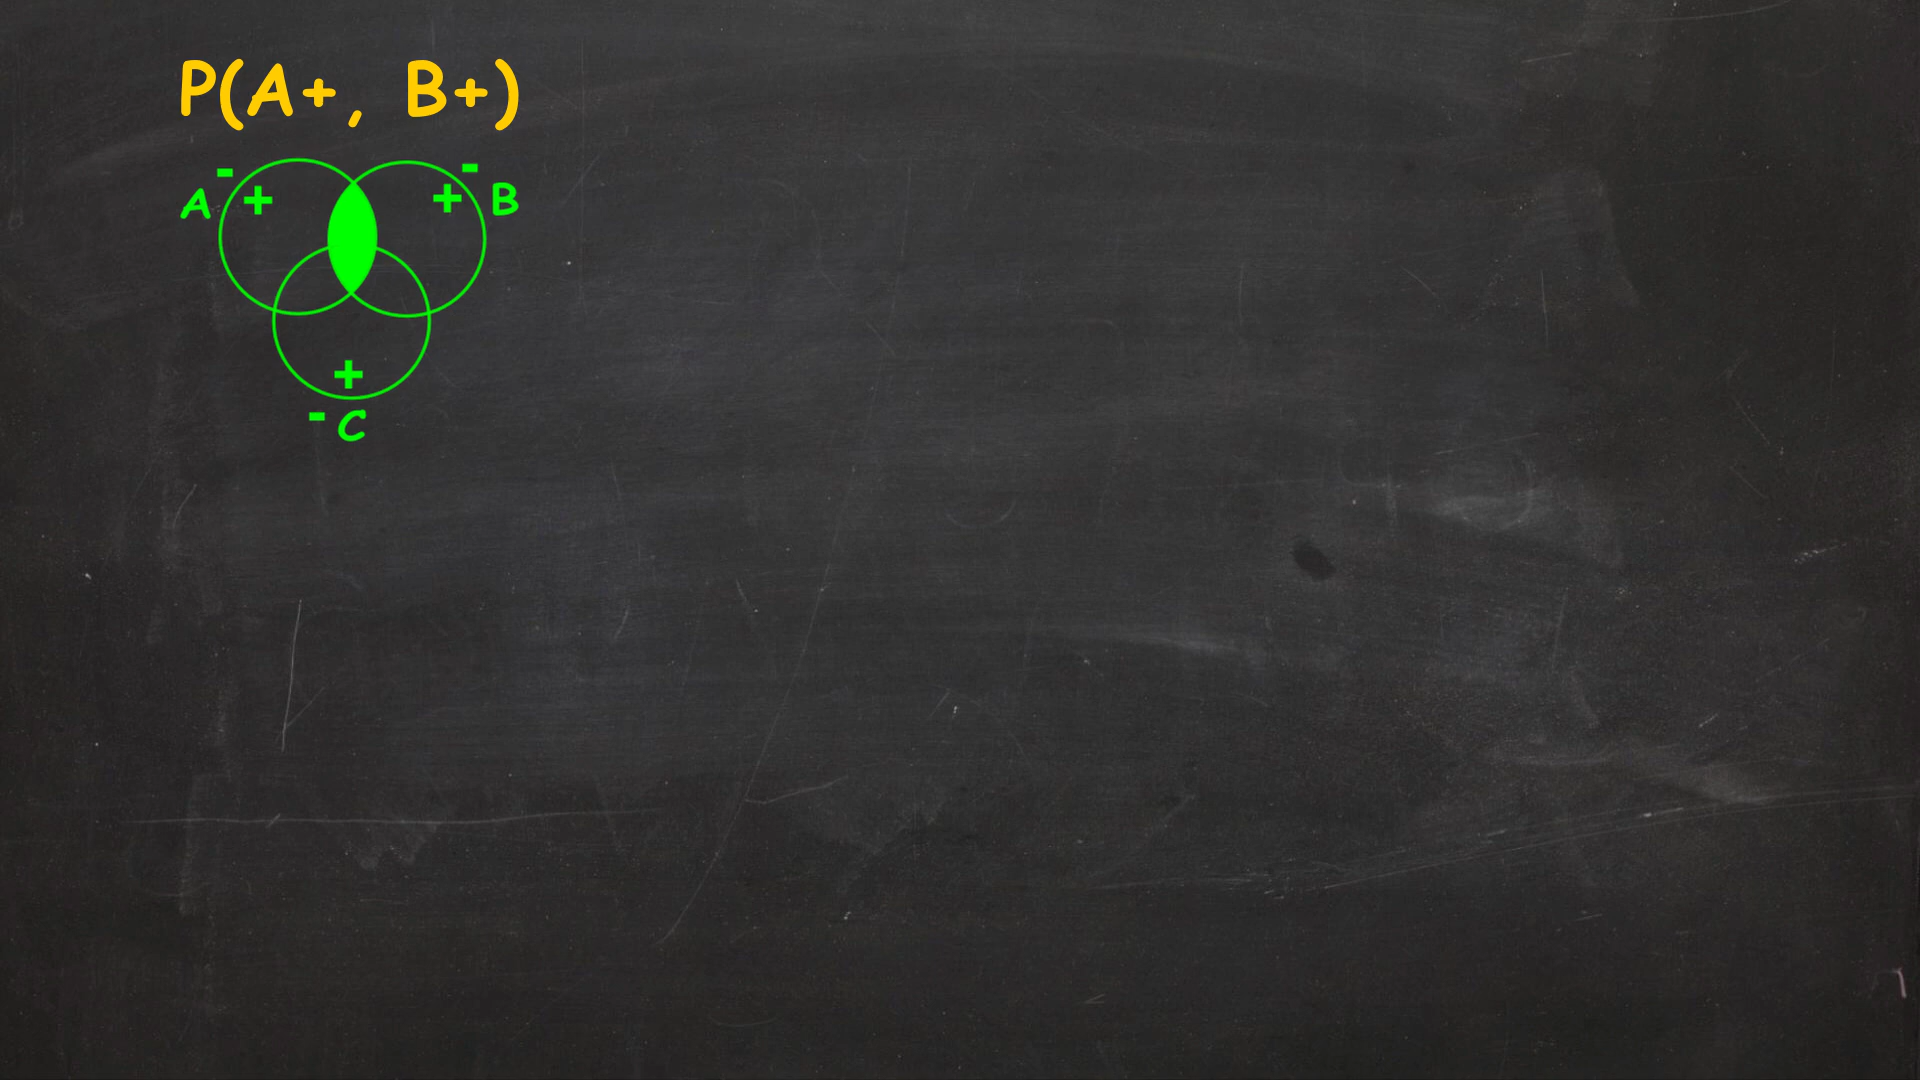 P(A+, B+)
- -
A + + B
+
- C